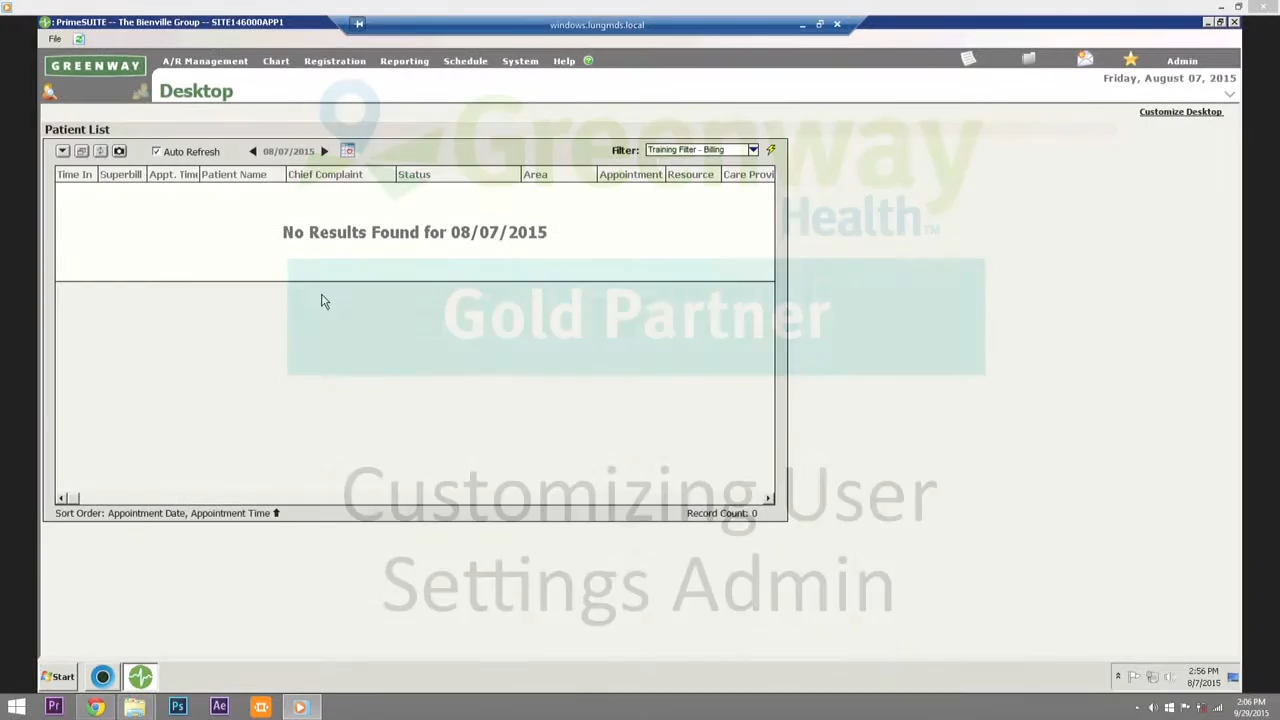 PrimeSUITE -- The Bienville Group -- SITE146000APP1
windows.lungmds.local
File
GREENWAY
A/R Management Chart Registration Reporting Schedule System Help Admin
Desktop
Friday, August 07, 2015
Customize Desktop
Greenway
Health™
Patient List
Auto Refresh 08/07/2015 Filter: Training Filter - Billing
Time In Superbill Appt. Time Patient Name Chief Complaint Status Area Appointment Resource Care Provi
No Results Found for 08/07/2015
Gold Partner
Customizing User
Settings Admin
Sort Order: Appointment Date, Appointment Time Record Count: 0
Start
2:56 PM
8/7/2015
Pr Ps Ae
2:06 PM
9/29/2015